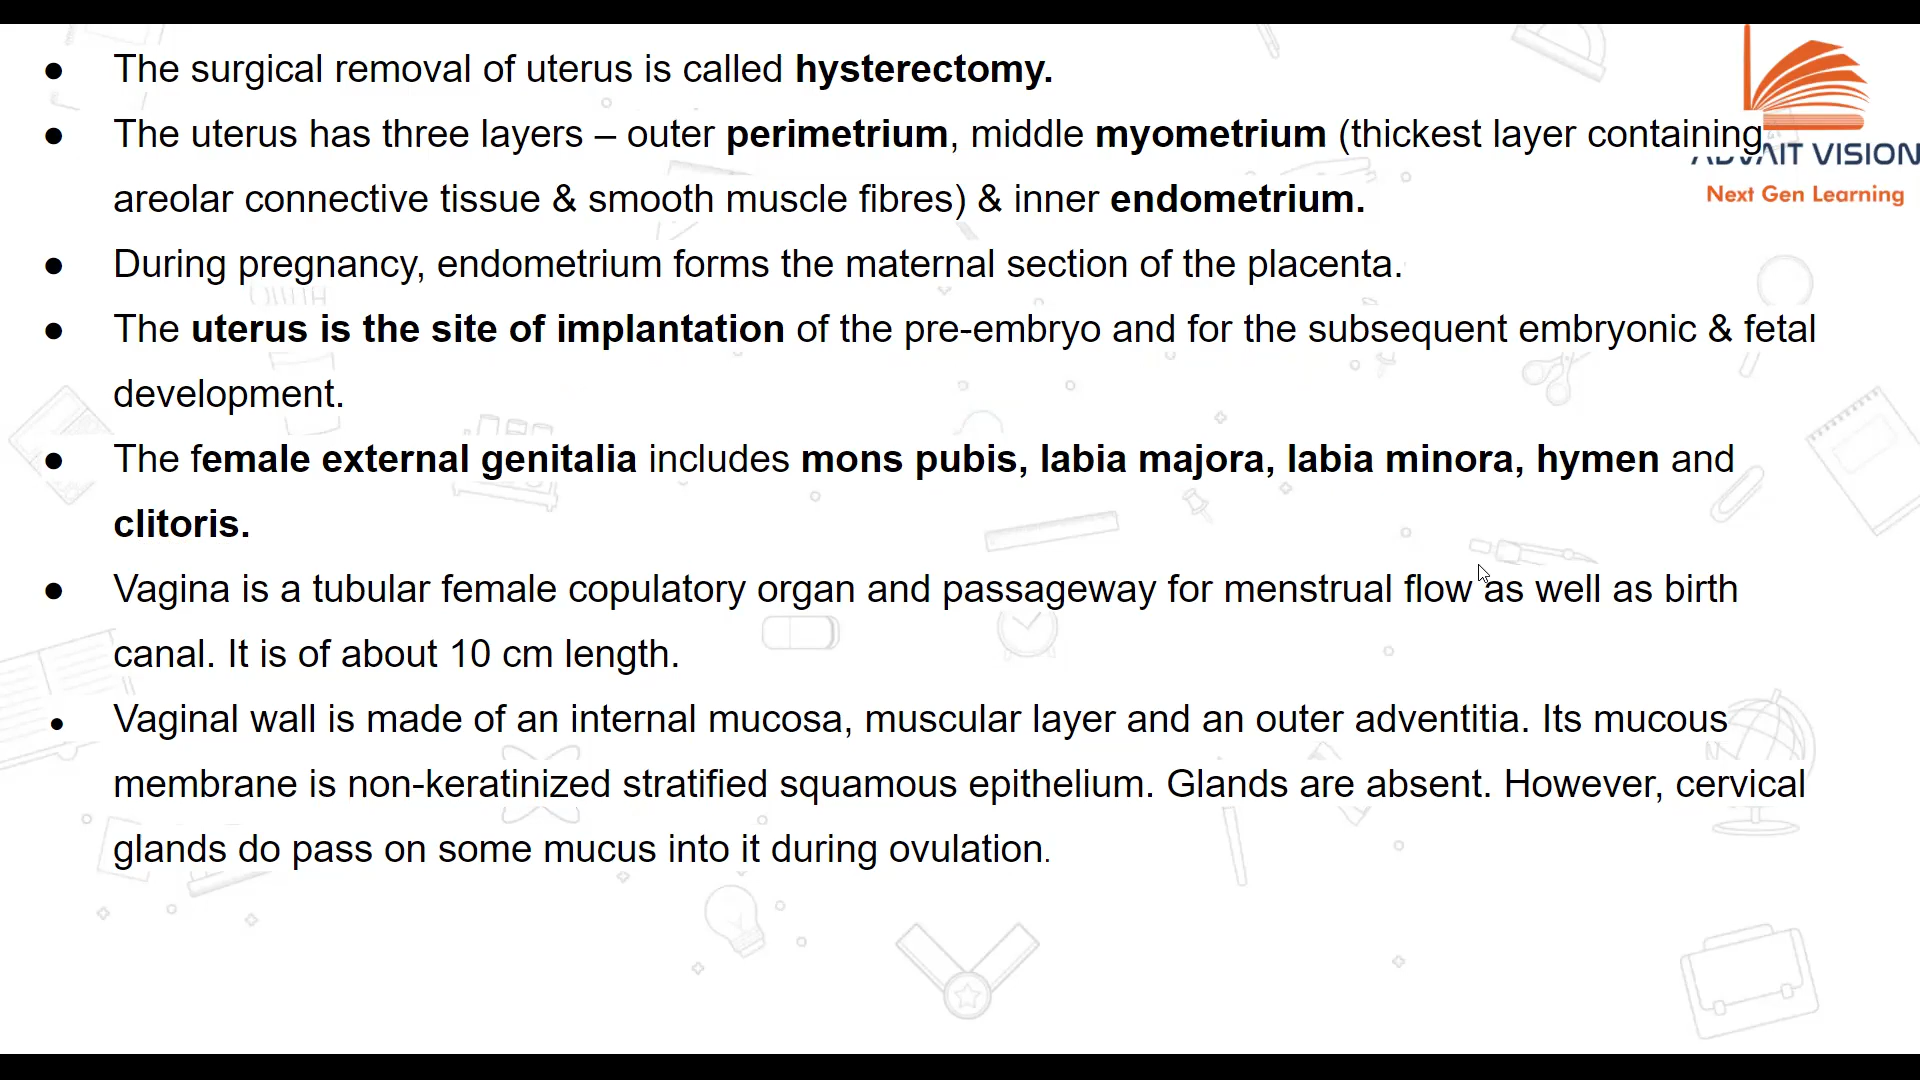 ● The surgical removal of uterus is called hysterectomy.
● The uterus has three layers – outer perimetrium, middle myometrium (thickest layer containing
areolar connective tissue & smooth muscle fibres) & inner endometrium.
● During pregnancy, endometrium forms the maternal section of the placenta.
● The uterus is the site of implantation of the pre-embryo and for the subsequent embryonic & fetal
development.
● The female external genitalia includes mons pubis, labia majora, labia minora, hymen and
clitoris.
● Vagina is a tubular female copulatory organ and passageway for menstrual flow as well as birth
canal. It is of about 10 cm length.
● Vaginal wall is made of an internal mucosa, muscular layer and an outer adventitia. Its mucous
membrane is non-keratinized stratified squamous epithelium. Glands are absent. However, cervical
glands do pass on some mucus into it during ovulation.
ADVAIT VISION
Next Gen Learning